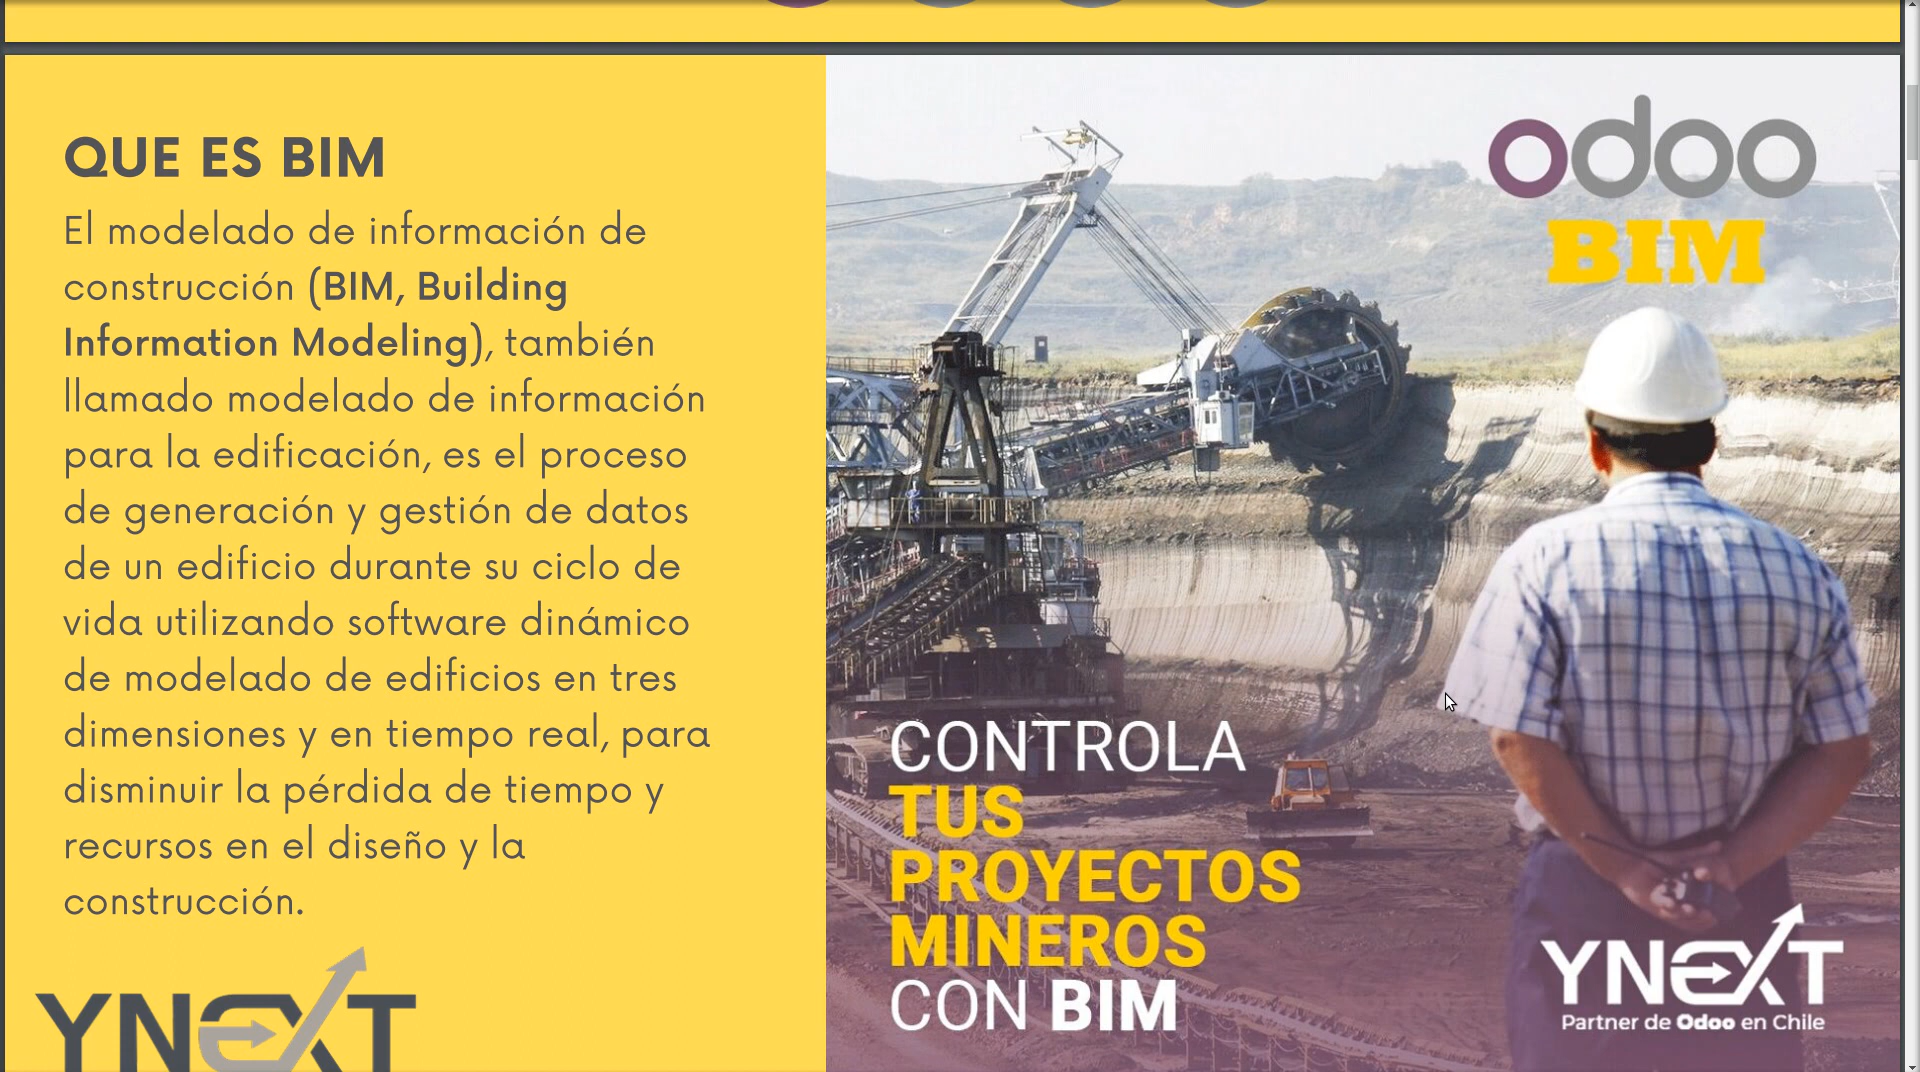 QUE ES BIM
El modelado de información de
construcción (BIM, Building
Information Modeling), también
llamado modelado de información
para la edificación, es el proceso
de generación y gestión de datos
de un edificio durante su ciclo de
vida utilizando software dinámico
de modelado de edificios en tres
dimensiones y en tiempo real, para
disminuir la pérdida de tiempo y
recursos en el diseño y la
construcción.
YNEXT
odoo
BIM
CONTROLA
TUS
PROYECTOS
MINEROS
CON BIM
YNEXT
Partner de Odoo en Chile